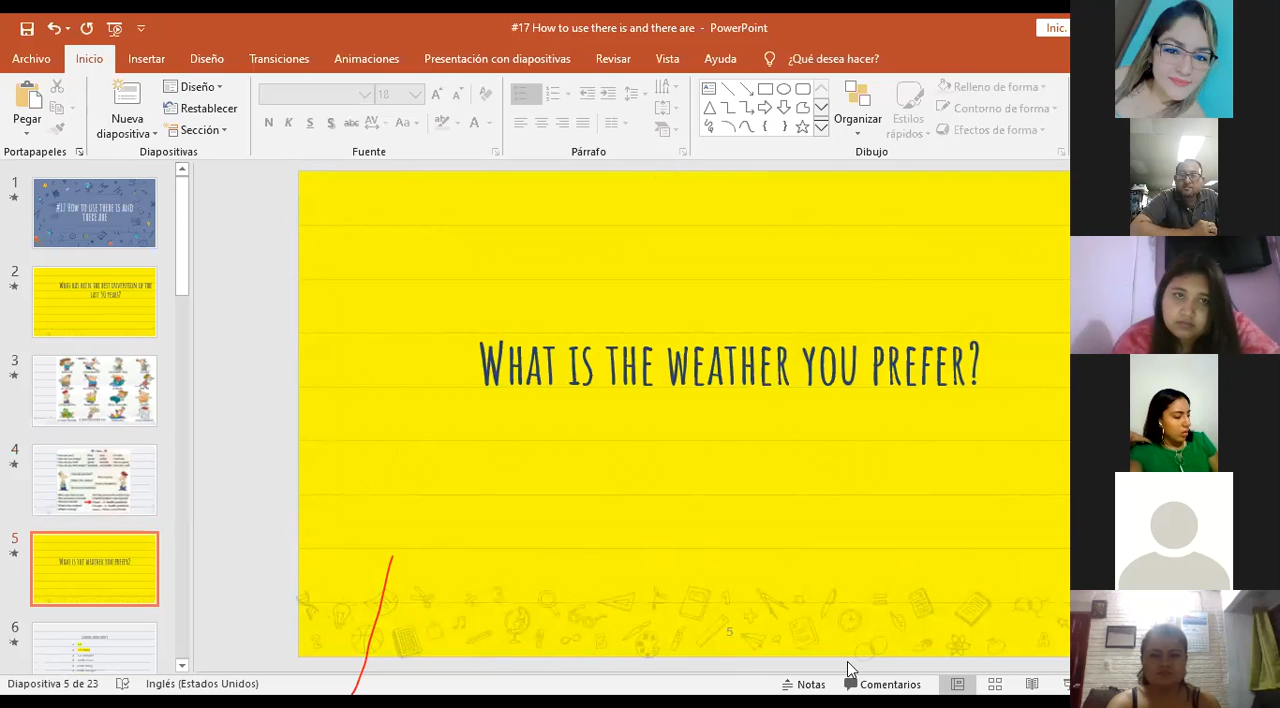 #17 How to use there is and there are - PowerPoint
Inic.
Archivo Inicio Insertar Diseño Transiciones Animaciones Presentación con diapositivas Revisar Vista Ayuda ¿Qué desea hacer?
Pegar
Nueva diapositiva
Diseño
Restablecer
Sección
18
N K S S abc AV Aa A
Organizar
Estilos rápidos
Relleno de forma
Contorno de forma
Efectos de forma
Portapapeles Diapositivas Fuente Párrafo Dibujo
1
#17 How to use there is and
there are
2
What has been the best invention of the
last 50 years?
3
4
5
What is the weather you prefer?
6
What is the weather you prefer?
5
Diapositiva 5 de 23 Inglés (Estados Unidos) Notas Comentarios